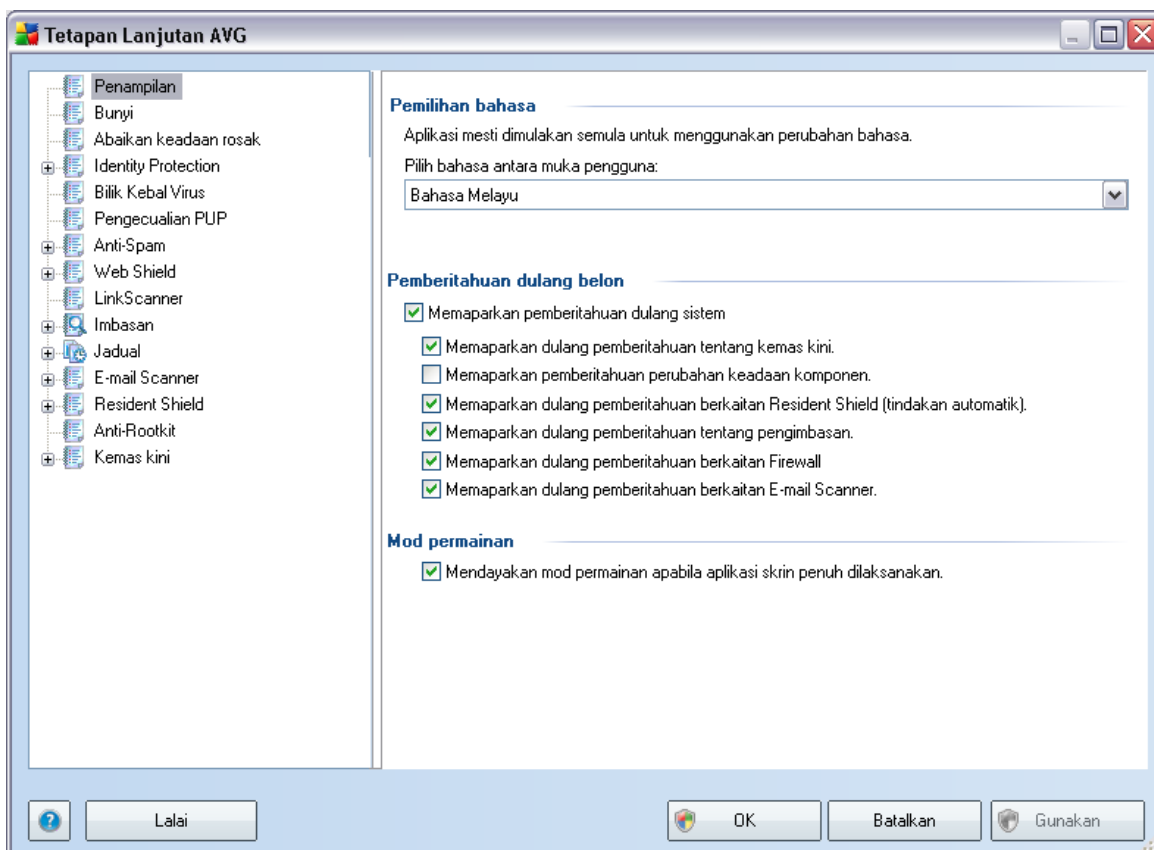 Tetapan Lanjutan AVG
Penampilan
Bunyi
Abaikan keadaan rosak
Identity Protection
Bilik Kebal Virus
Pengecualian PUP
Anti-Spam
Web Shield
LinkScanner
Imbasan
Jadual
E-mail Scanner
Resident Shield
Anti-Rootkit
Kemas kini
Pemilihan bahasa
Aplikasi mesti dimulakan semula untuk menggunakan perubahan bahasa.
Pilih bahasa antara muka pengguna:
Bahasa Melayu
Pemberitahuan dulang belon
Memaparkan pemberitahuan dulang sistem
Memaparkan dulang pemberitahuan tentang kemas kini.
Memaparkan pemberitahuan perubahan keadaan komponen.
Memaparkan dulang pemberitahuan berkaitan Resident Shield (tindakan automatik).
Memaparkan dulang pemberitahuan tentang pengimbasan.
Memaparkan dulang pemberitahuan berkaitan Firewall
Memaparkan dulang pemberitahuan berkaitan E-mail Scanner.
Mod permainan
Mendayakan mod permainan apabila aplikasi skrin penuh dilaksanakan.
Lalai
OK
Batalkan
Gunakan